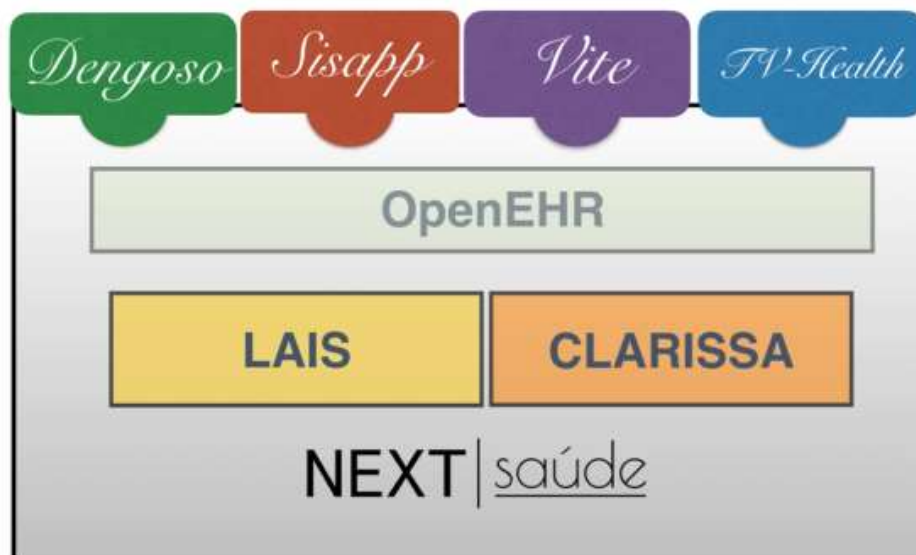 Dengoso Sisapp Vite TV-Health
OpenEHR
LAIS CLARISSA
NEXT saúde